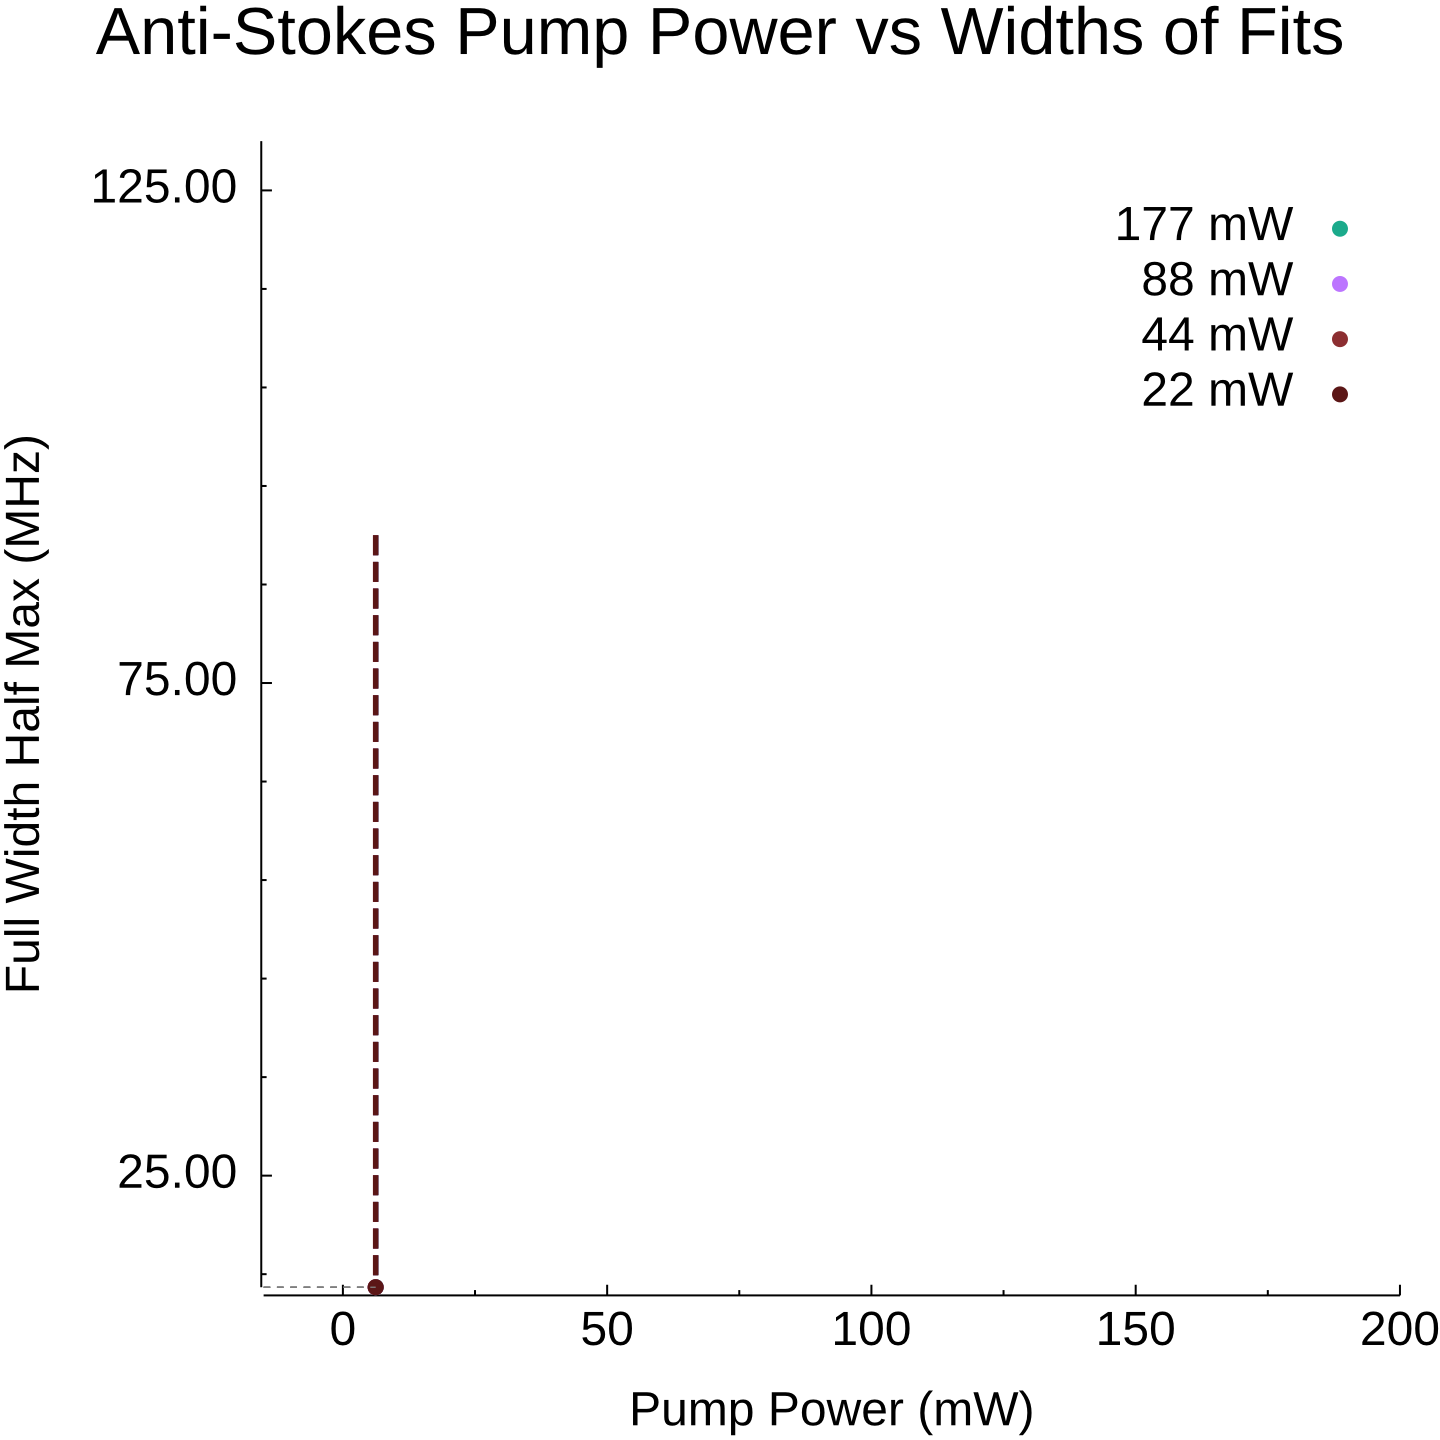 Anti-Stokes Pump Power vs Widths of Fits
125.00
75.00
25.00
Full Width Half Max (MHz)
177 mW
88 mW
44 mW
22 mW
0 50 100 150 200
Pump Power (mW)